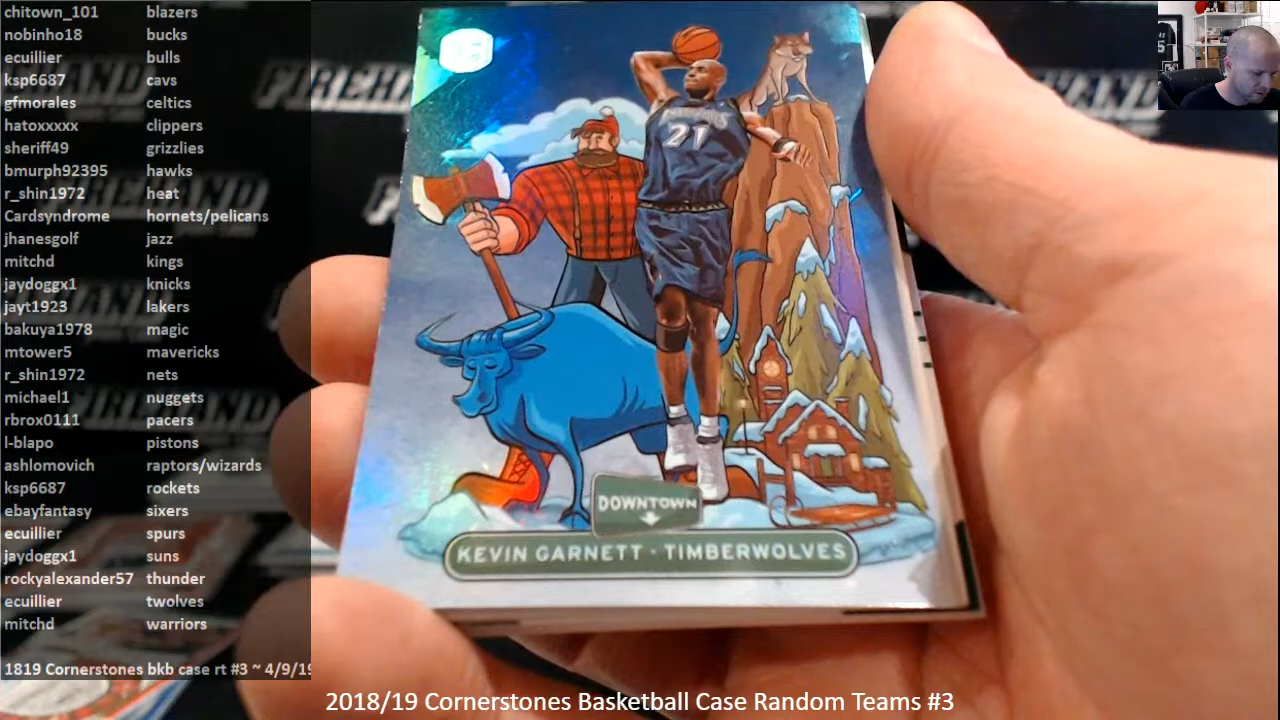 chitown_101 blazers
nobinho18 bucks
ecuillier bulls
ksp6687 cavs
gfmorales celtics
hatoxxxxx clippers
sheriff49 grizzlies
bmurph92395 hawks
r_shin1972 heat
Cardsyndrome hornets/pelicans
jhanesgolf jazz
mitchd kings
jaydoggx1 knicks
jayt1923 lakers
bakuya1978 magic
mtower5 mavericks
r_shin1972 nets
michael1 nuggets
rbrox0111 pacers
l-blapo pistons
ashlomovich raptors/wizards
ksp6687 rockets
ebayfantasy sixers
ecuillier spurs
jaydoggx1 suns
rockyalexander57 thunder
ecuillier twolves
mitchd warriors
1819 Cornerstones bkb case rt #3 ~ 4/9/19
FIREHAND
21
DOWNTOWN
KEVIN GARNETT · TIMBERWOLVES
2018/19 Cornerstones Basketball Case Random Teams #3